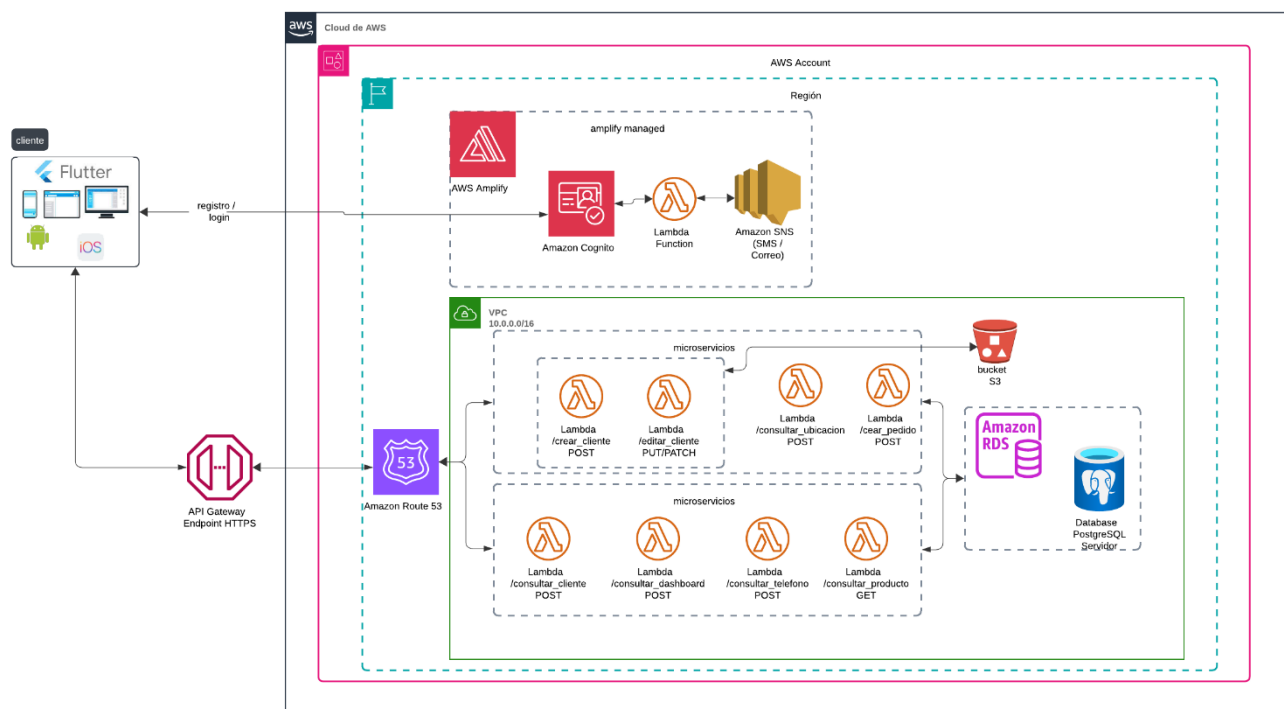 aws
Cloud de AWS
AWS Account
Región
amplify managed
AWS Amplify
cliente
Flutter
iOS
registro /
login
Amazon Cognito
Lambda
Function
Amazon SNS
(SMS /
Correo)
VPC
10.0.0.0/16
microservicios
Lambda
/crear_cliente
POST
Lambda
/editar_cliente
PUT/PATCH
Lambda
/consultar_ubicacion
POST
Lambda
/cear_pedido
POST
bucket
S3
Amazon
RDS
Database
PostgreSQL
Servidor
API Gateway
Endpoint HTTPS
53
Amazon Route 53
microservicios
Lambda
/consultar_cliente
POST
Lambda
/consultar_dashboard
POST
Lambda
/consultar_telefono
POST
Lambda
/consultar_producto
GET